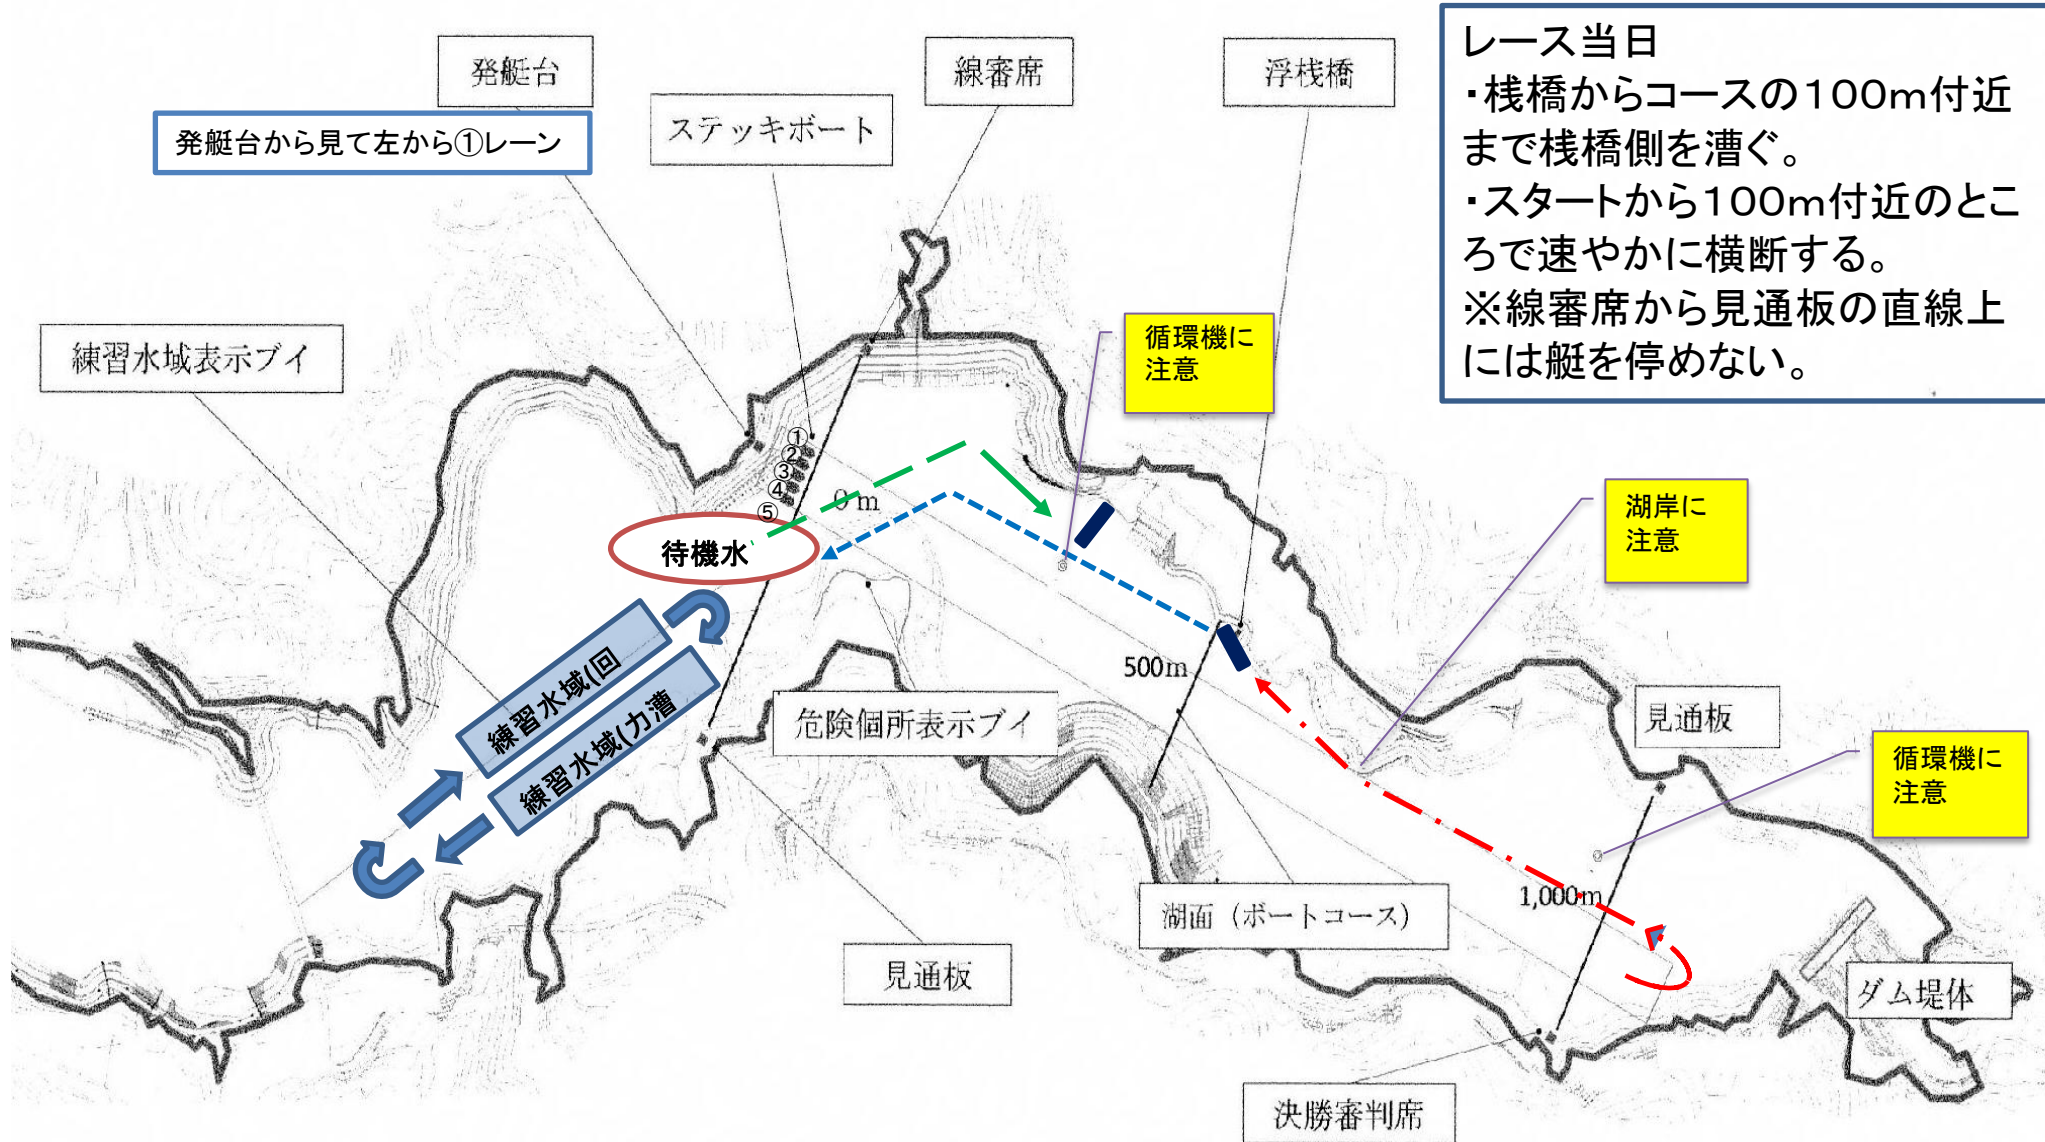 発艇台
線審席
浮桟橋
レース当日
・桟橋からコースの100m付近
まで桟橋側を漕ぐ。
・スタートから100m付近のとこ
ろで速やかに横断する。
※線審席から見通板の直線上
には艇を停めない。
発艇台から見て左から①レーン
ステッキボート
練習水域表示ブイ
循環機に
注意
①
②
③
④
⑤
0m
待機水
湖岸に
注意
練習水域(回
練習水域(力漕
500m
危険個所表示ブイ
見通板
循環機に
注意
1,000m
湖面（ボートコース）
見通板
ダム堤体
決勝審判席